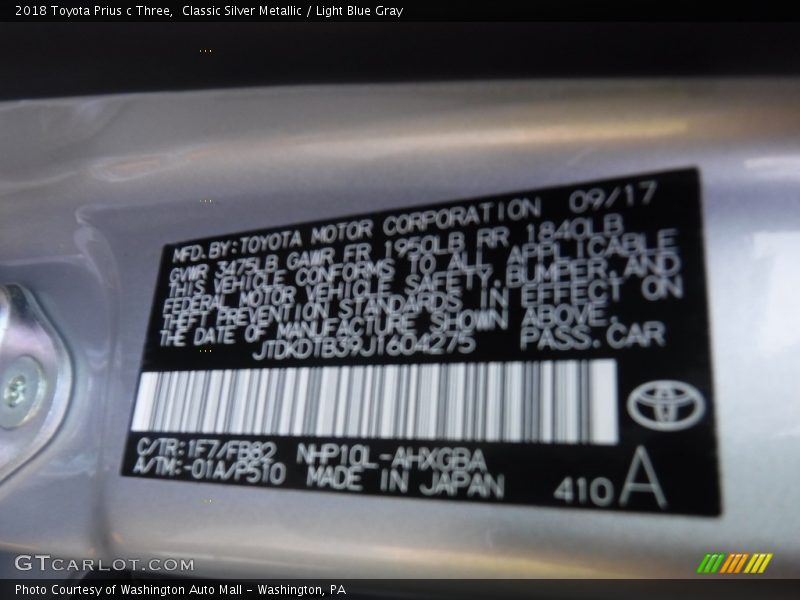 2018 Toyota Prius c Three,  Classic Silver Metallic / Light Blue Gray
MFD.BY:TOYOTA MOTOR CORPORATION 09/17
GVWR 3475LB GAWR FR 1950LB RR 1840LB
THIS VEHICLE CONFORMS TO ALL APPLICABLE
FEDERAL MOTOR VEHICLE SAFETY,BUMPER,AND
THEFT PREVENTION STANDARDS IN EFFECT ON
THE DATE OF MANUFACTURE SHOWN ABOVE.
JTDKDTB39J1604275 PASS.CAR
C/TR:1F7/FB82 NHP10L-AHXGBA
A/TM:-01A/P510 MADE IN JAPAN 410 A
GTCARLOT.COM
Photo Courtesy of Washington Auto Mall - Washington, PA